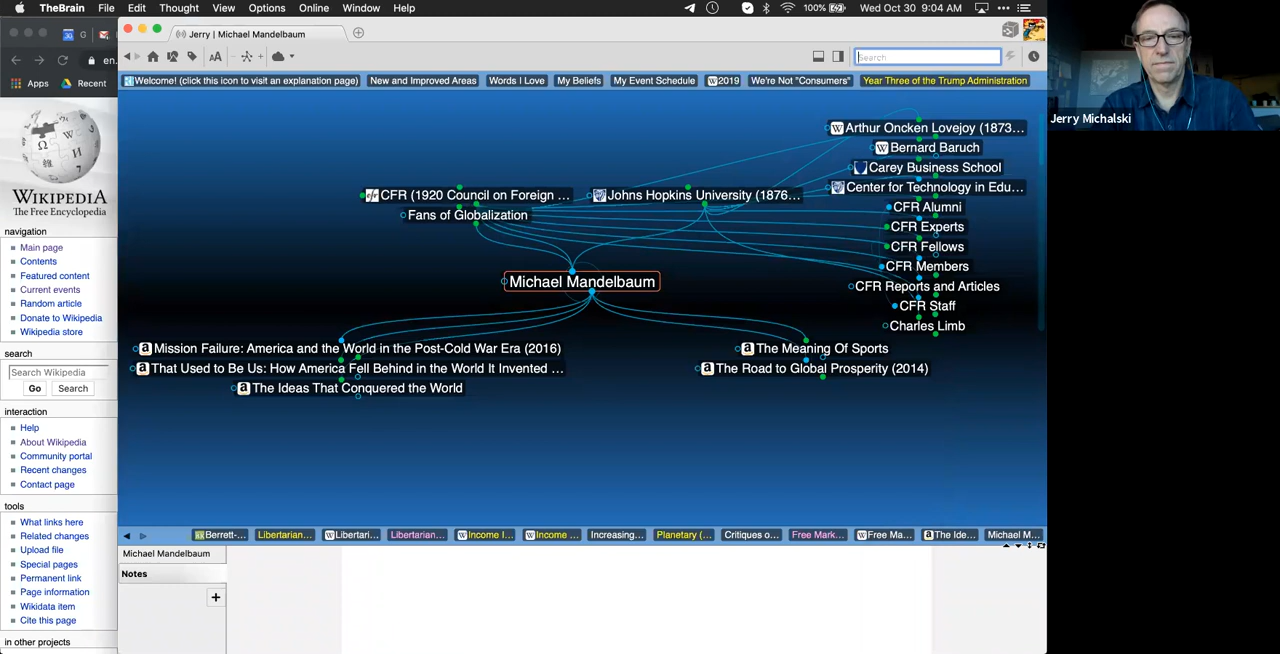 TheBrain File Edit Thought View Options Online Window Help 100% Wed Oct 30 9:04 AM
Jerry | Michael Mandelbaum
G
en.
Apps Recent
AA
Search
Welcome! (click this icon to visit an explanation page) New and Improved Areas Words I Love My Beliefs My Event Schedule W 2019 We're Not "Consumers" Year Three of the Trump Administration
Jerry Michalski
WIKIPEDIA
The Free Encyclopedia
navigation
Main page
Contents
Featured content
Current events
Random article
Donate to Wikipedia
Wikipedia store
search
Search Wikipedia
Go Search
interaction
Help
About Wikipedia
Community portal
Recent changes
Contact page
tools
What links here
Related changes
Upload file
Special pages
Permanent link
Page information
Wikidata item
Cite this page
in other projects
W Arthur Oncken Lovejoy (1873...
W Bernard Baruch
Carey Business School
Center for Technology in Edu...
CFR Alumni
CFR Experts
CFR Fellows
CFR Members
CFR Reports and Articles
CFR Staff
Charles Limb
cfr CFR (1920 Council on Foreign ...
Johns Hopkins University (1876...
Fans of Globalization
Michael Mandelbaum
a Mission Failure: America and the World in the Post-Cold War Era (2016)
a That Used to Be Us: How America Fell Behind in the World It Invented ...
a The Ideas That Conquered the World
a The Meaning Of Sports
a The Road to Global Prosperity (2014)
Berrett-... Libertarian... W Libertari... Libertarian... W Income I... W Income ... Increasing... Planetary (... Critiques o... Free Mark... W Free Ma... a The Ide... Michael M...
Michael Mandelbaum
Notes
+